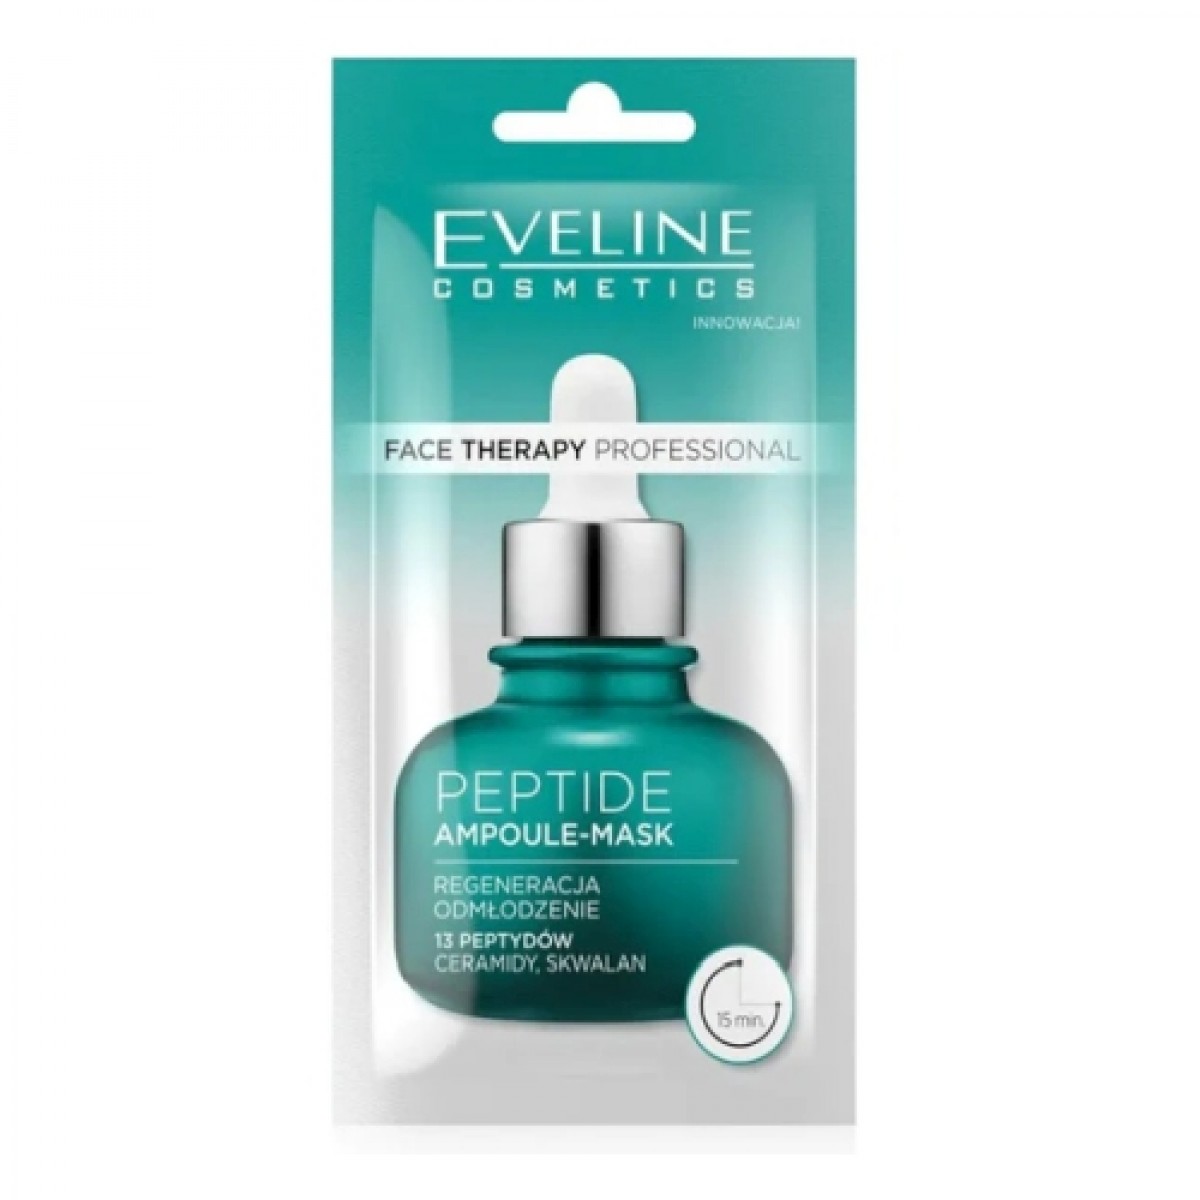 EVELINE
COSMETICS
INNOWACJA!
FACE THERAPY PROFESSIONAL
PEPTIDE
AMPOULE-MASK
REGENERACJA
ODMŁODZENIE
13 PEPTYDÓW
CERAMIDY, SKWALAN
15 min.